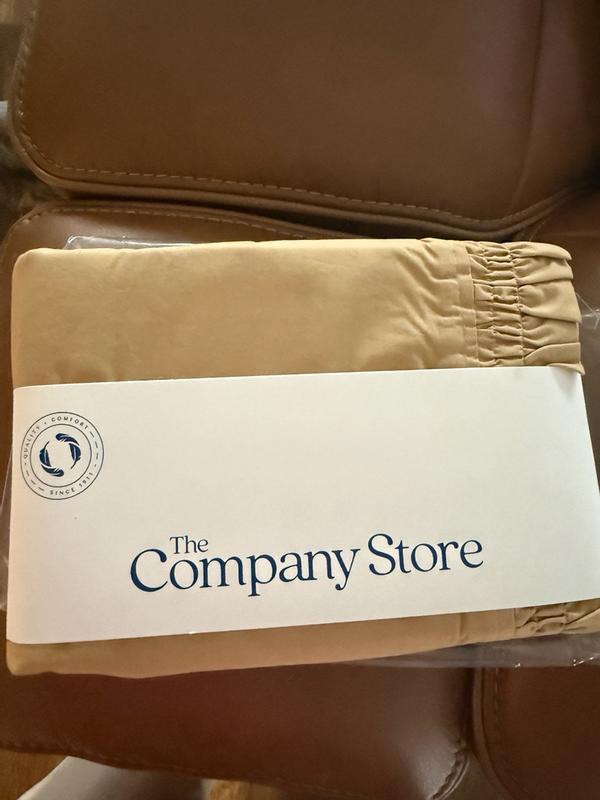 QUALITY • COMFORT
SINCE 1911
The
Company Store